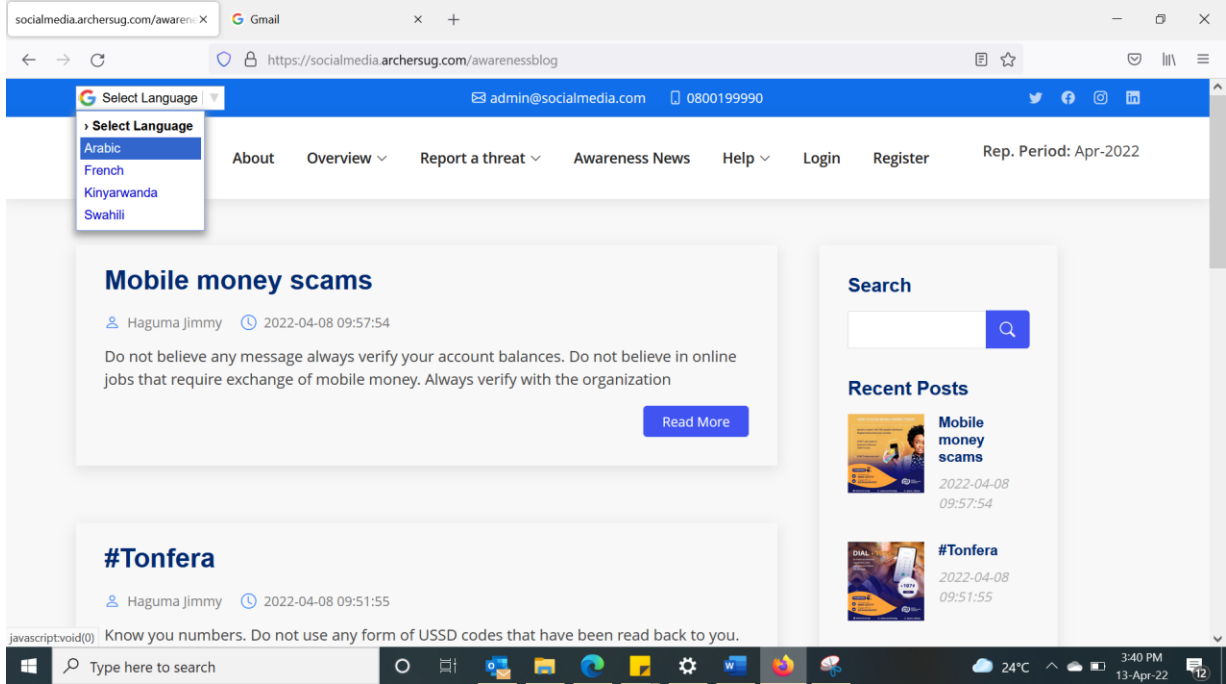 socialmedia.archersug.com/awarene
Gmail
https://socialmedia.archersug.com/awarenessblog
Select Language
admin@socialmedia.com
0800199990
› Select Language
Arabic
French
Kinyarwanda
Swahili
About
Overview
Report a threat
Awareness News
Help
Login
Register
Rep. Period: Apr-2022
Mobile money scams
Haguma Jimmy
2022-04-08 09:57:54
Do not believe any message always verify your account balances. Do not believe in online
jobs that require exchange of mobile money. Always verify with the organization
Read More
#Tonfera
Haguma Jimmy
2022-04-08 09:51:55
Know you numbers. Do not use any form of USSD codes that have been read back to you.
Search
Recent Posts
Mobile
money
scams
2022-04-08
09:57:54
DIAL
#Tonfera
2022-04-08
09:51:55
javascript:void(0)
Type here to search
24°C
3:40 PM
13-Apr-22
12